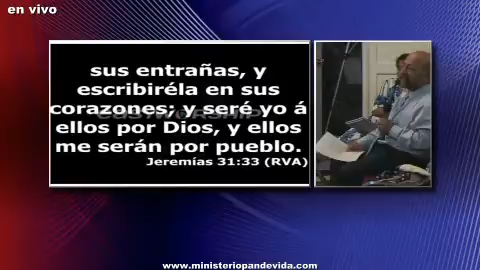 en vivo
sus entrañas, y
escribiréla en sus
corazones; y seré yo á
ellos por Dios, y ellos
me serán por pueblo.
Jeremías 31:33 (RVA)
www.ministeriopandevida.com